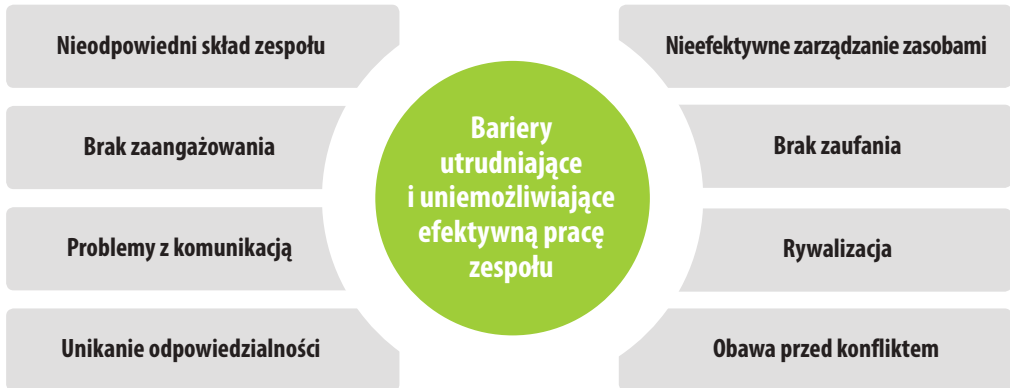 Nieodpowiedni skład zespołu
Brak zaangażowania
Problemy z komunikacją
Unikanie odpowiedzialności
Bariery
utrudniające
i uniemożliwiające
efektywną pracę
zespołu
Nieefektywne zarządzanie zasobami
Brak zaufania
Rywalizacja
Obawa przed konfliktem